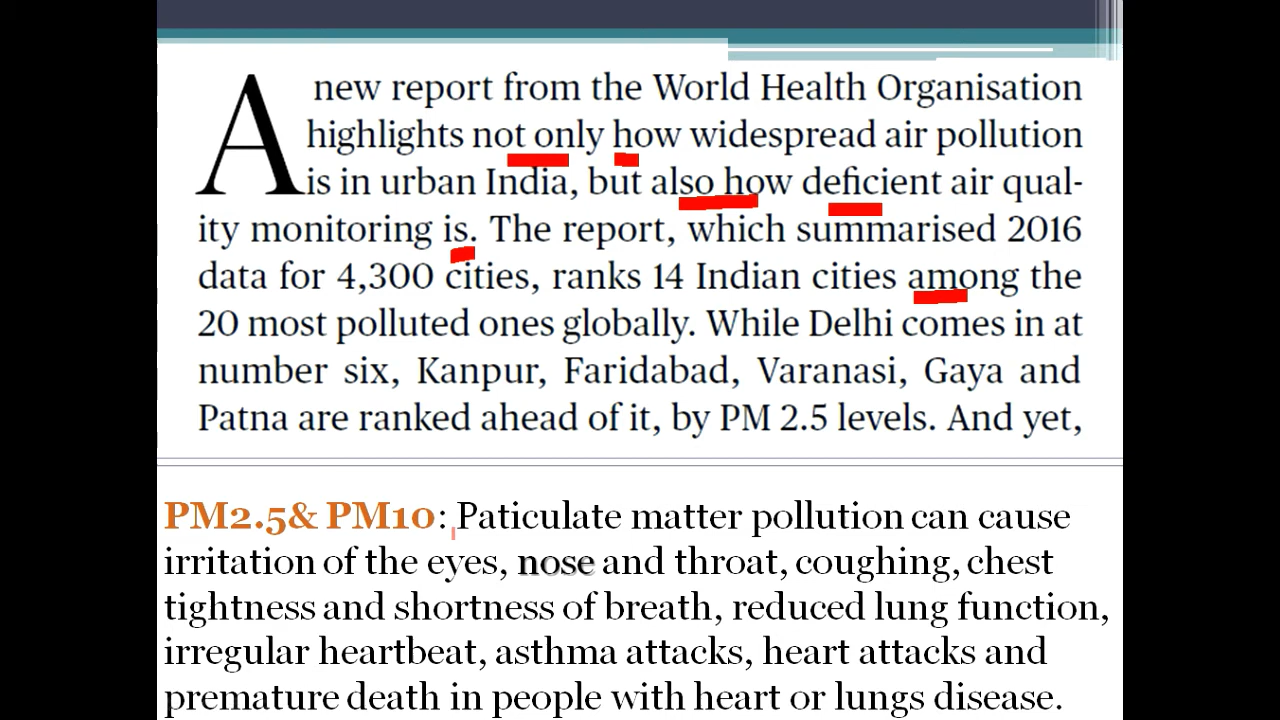 A new report from the World Health Organisation
highlights not only how widespread air pollution
is in urban India, but also how deficient air qual-
ity monitoring is. The report, which summarised 2016
data for 4,300 cities, ranks 14 Indian cities among the
20 most polluted ones globally. While Delhi comes in at
number six, Kanpur, Faridabad, Varanasi, Gaya and
Patna are ranked ahead of it, by PM 2.5 levels. And yet,
PM2.5& PM10: Paticulate matter pollution can cause
irritation of the eyes, nose and throat, coughing, chest
tightness and shortness of breath, reduced lung function,
irregular heartbeat, asthma attacks, heart attacks and
premature death in people with heart or lungs disease.